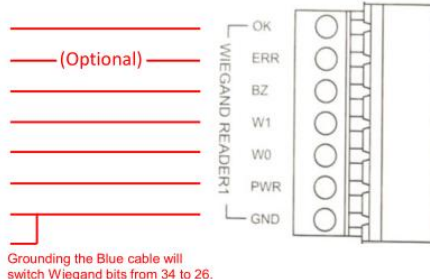 OK
(Optional) ERR
BZ
W1
W0
PWR
GND
WIEGAND READER1
Grounding the Blue cable will
switch Wiegand bits from 34 to 26.